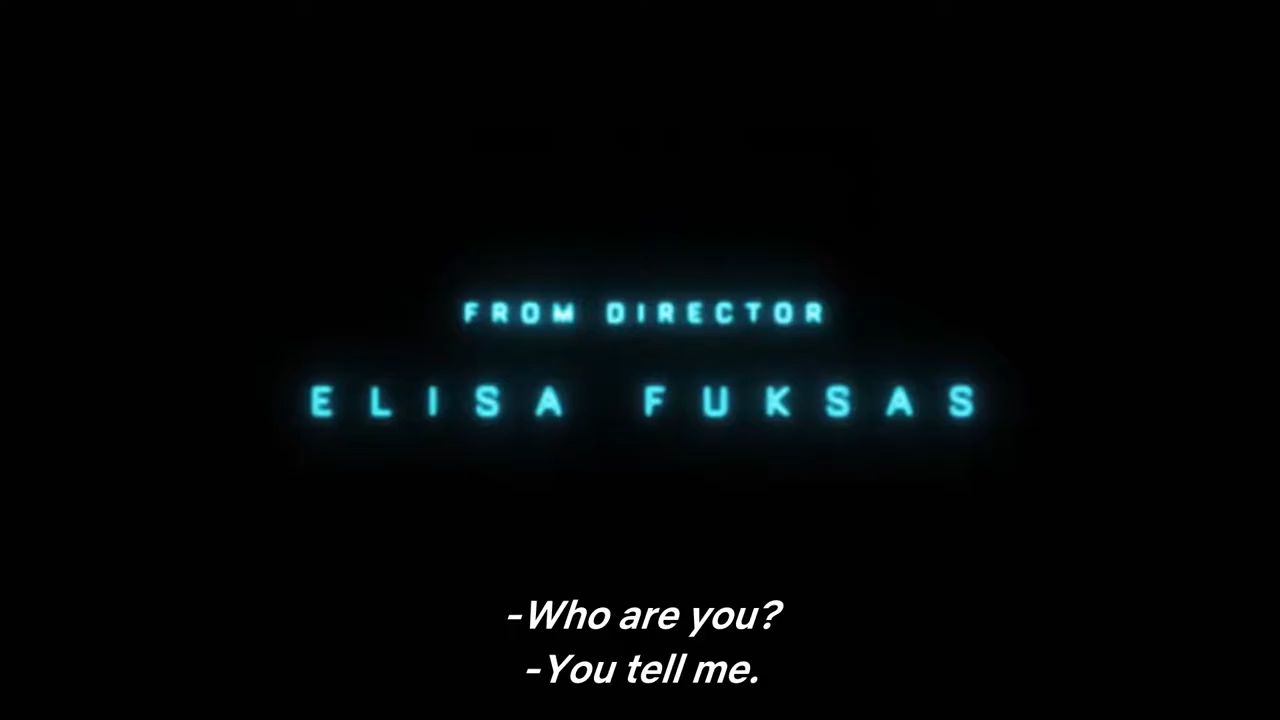 FROM DIRECTOR
ELISA FUKSAS
-Who are you?
-You tell me.